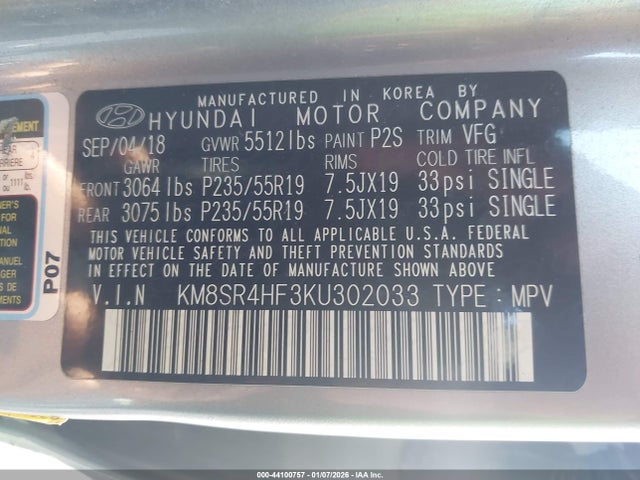 MANUFACTURED IN KOREA BY
HYUNDAI MOTOR COMPANY
SEP/04/18 GVWR 5512lbs PAINT P2S TRIM VFG
GAWR TIRES RIMS COLD TIRE INFL
FRONT 3064lbs P235/55R19 7.5JX19 33psi SINGLE
REAR 3075lbs P235/55R19 7.5JX19 33psi SINGLE
THIS VEHICLE CONFORMS TO ALL APPLICABLE U.S.A. FEDERAL
MOTOR VEHICLE SAFETY AND THEFT PREVENTION STANDARDS
IN EFFECT ON THE DATE OF MANUFACTURE SHOWN ABOVE.
V.I.N KM8SR4HF3KU302033 TYPE : MPV
P07
000-44100757 - 01/07/2026 - IAAI.COM